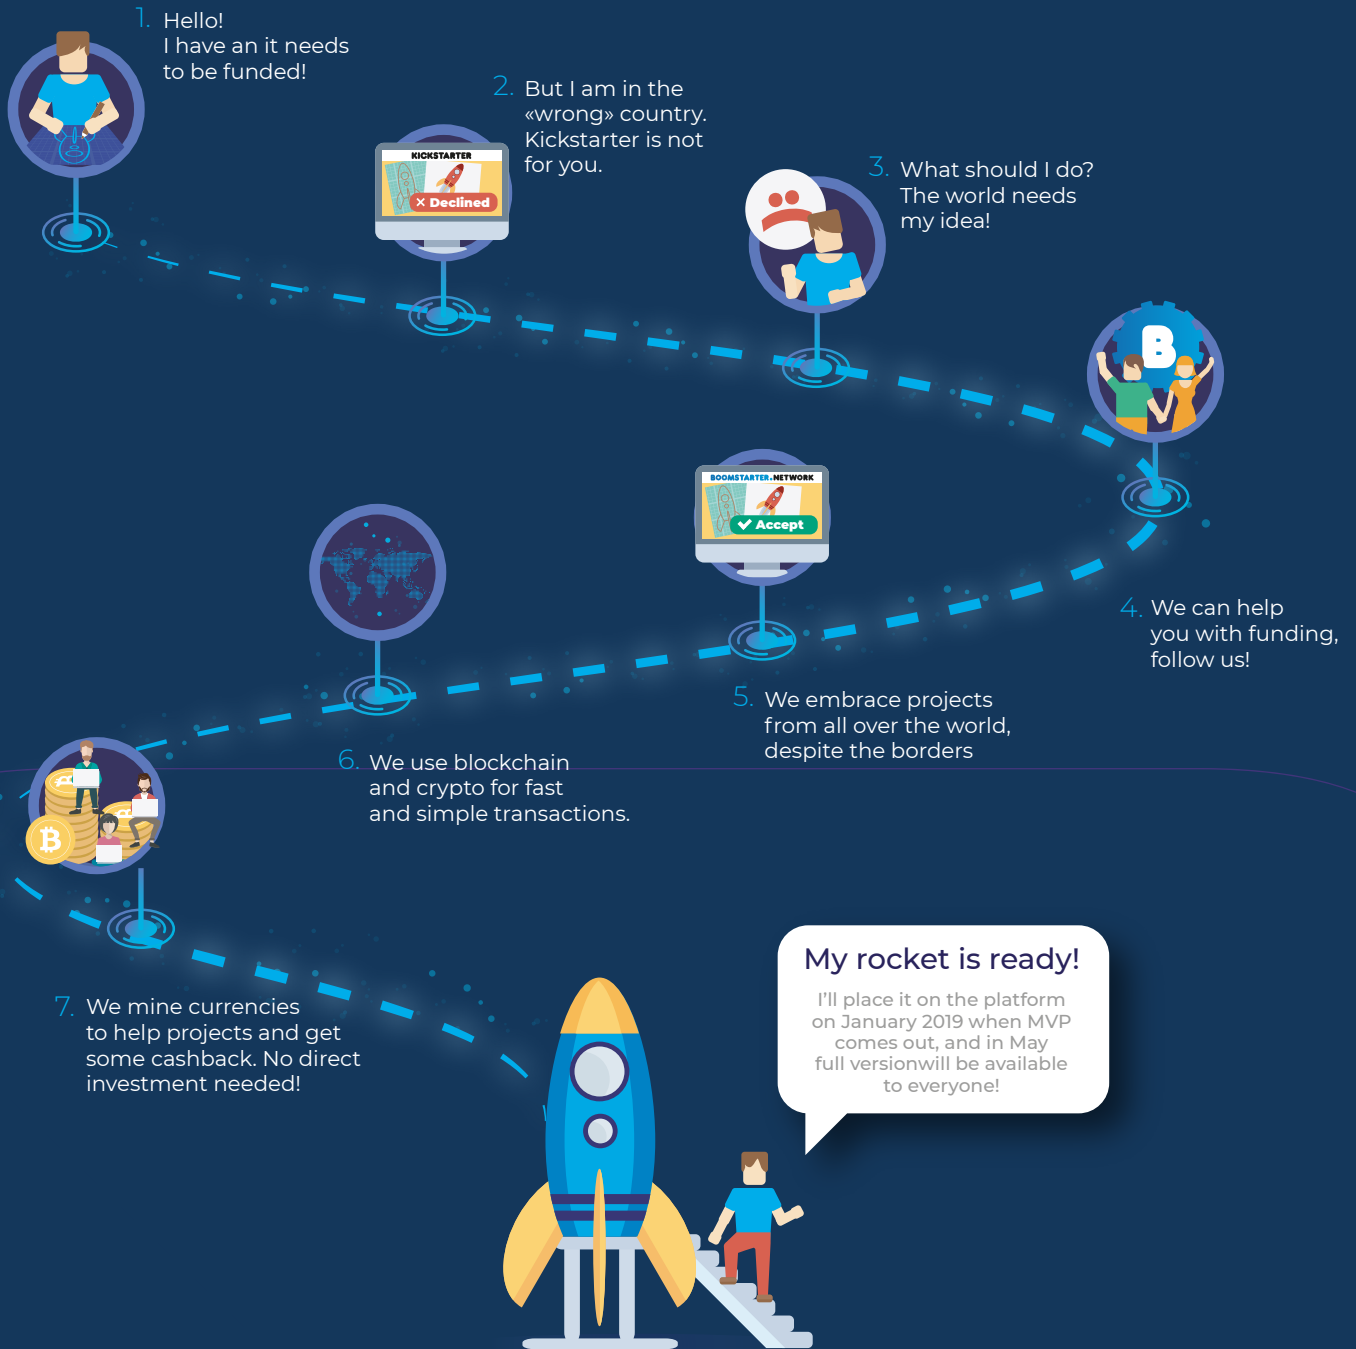 1. Hello!
I have an it needs
to be funded!
2. But I am in the
«wrong» country.
Kickstarter is not
for you.
KICKSTARTER
× Declined
3. What should I do?
The world needs
my idea!
B
4. We can help
you with funding,
follow us!
BOOMSTARTER.NETWORK
✔ Accept
5. We embrace projects
from all over the world,
despite the borders
6. We use blockchain
and crypto for fast
and simple transactions.
7. We mine currencies
to help projects and get
some cashback. No direct
investment needed!
My rocket is ready!
I'll place it on the platform
on January 2019 when MVP
comes out, and in May
full versionwill be available
to everyone!